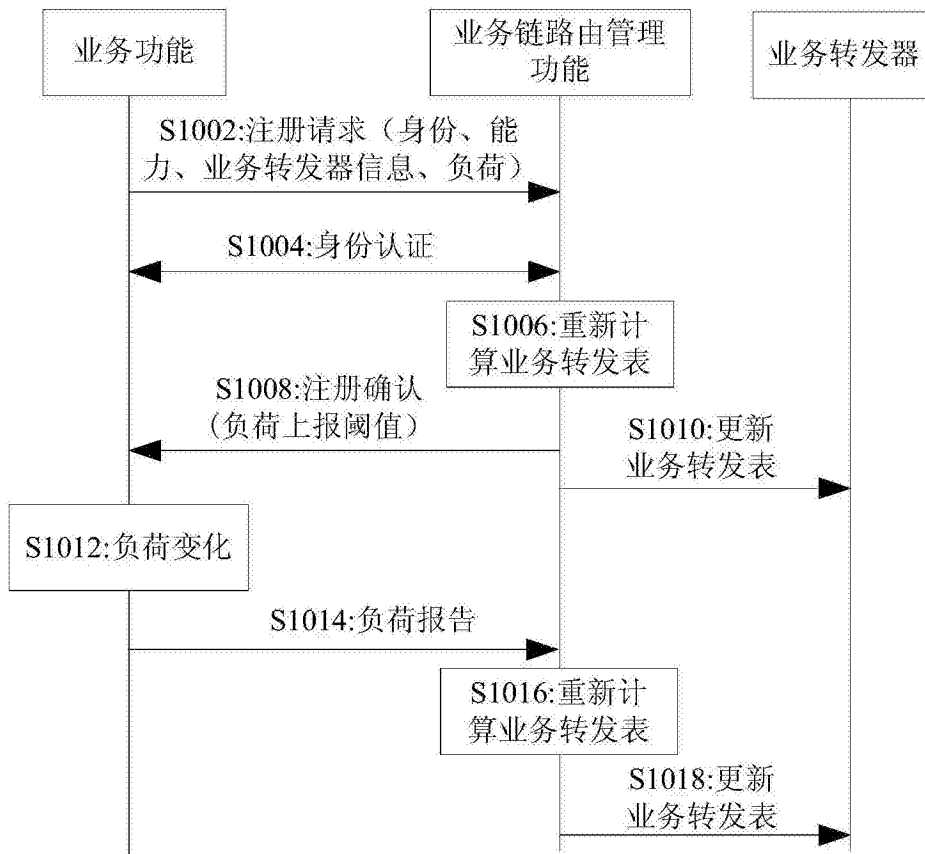 业务功能
业务链路由管理
功能
业务转发器
S1002:注册请求（身份、能
力、业务转发器信息、负荷）
S1004:身份认证
S1006:重新计
算业务转发表
S1008:注册确认
(负荷上报阈值）
S1010:更新
业务转发表
S1012:负荷变化
S1014:负荷报告
S1016:重新计
算业务转发表
S1018:更新
业务转发表